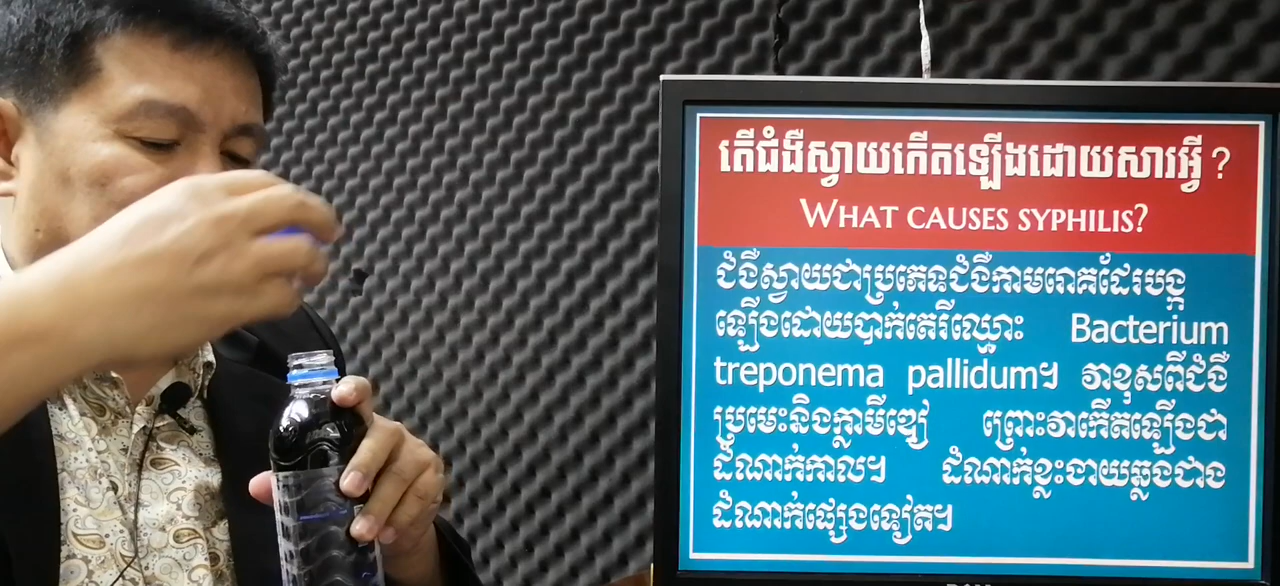 តើជំងឺស្វាយកើតឡើងដោយសារអ្វី ?
WHAT CAUSES SYPHILIS?
ជំងឺស្វាយជាប្រភេទជំងឺកាមរោគដែរបង្ក
ឡើងដោយបាក់តេរីឈ្មោះ Bacterium
treponema pallidum។ វាខុសពីជំងឺ
ប្រមេះនិងក្លាមីឌៀ ព្រោះវាកើតឡើងជា
ដំណាក់កាល។ ដំណាក់ខ្លះងាយឆ្លងជាង
ដំណាក់ផ្សេងទៀត។